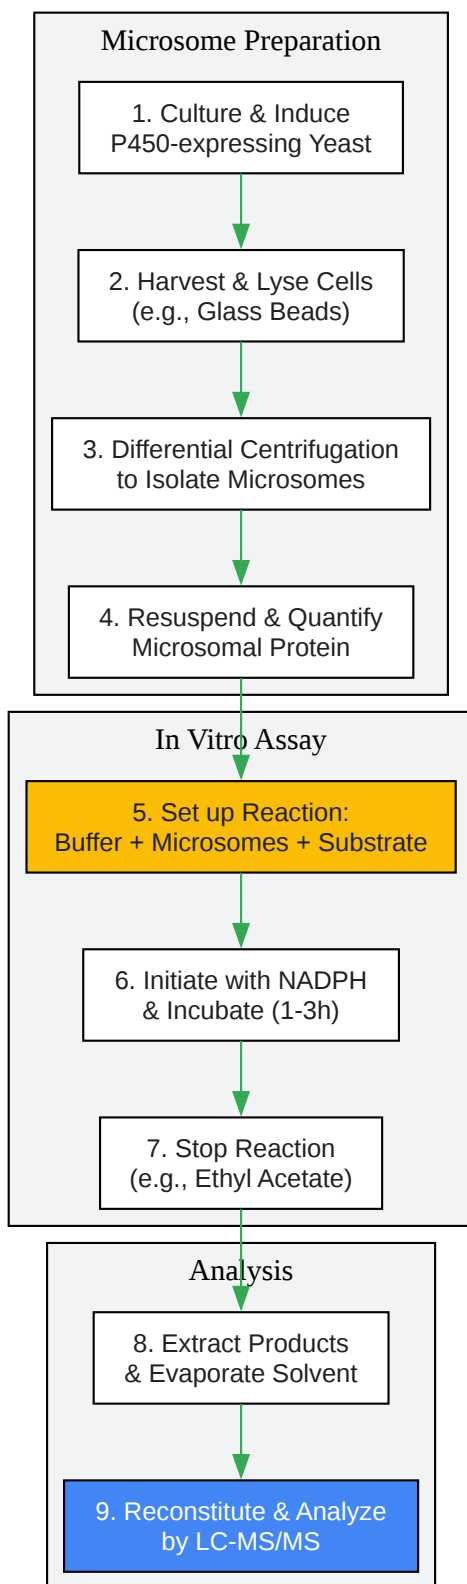 Microsome Preparation
1. Culture & Induce
P450-expressing Yeast
2. Harvest & Lyse Cells
(e.g., Glass Beads)
3. Differential Centrifugation
to Isolate Microsomes
4. Resuspend & Quantify
Microsomal Protein
In Vitro Assay
5. Set up Reaction:
Buffer + Microsomes + Substrate
6. Initiate with NADPH
& Incubate (1-3h)
7. Stop Reaction
(e.g., Ethyl Acetate)
Analysis
8. Extract Products
& Evaporate Solvent
9. Reconstitute & Analyze
by LC-MS/MS